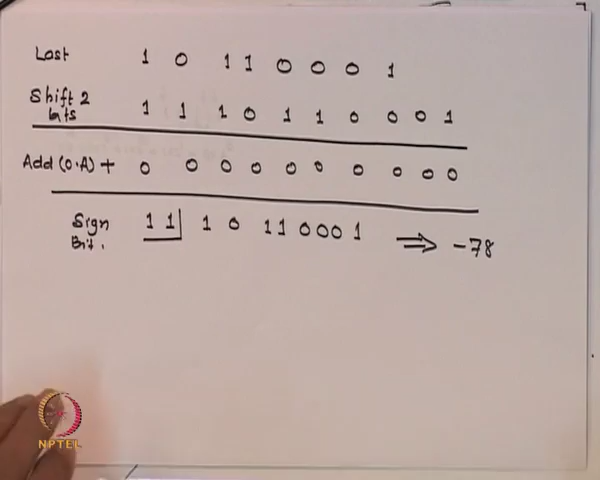 Last 1 0 1 1 0 0 0 1
Shift 2 bits 1 1 1 0 1 1 0 0 0 1
Add (0.A) + 0 0 0 0 0 0 0 0 0 0
Sign Bit. 1 1 1 0 1 1 0 0 0 1 ⇒ -78
NPTEL